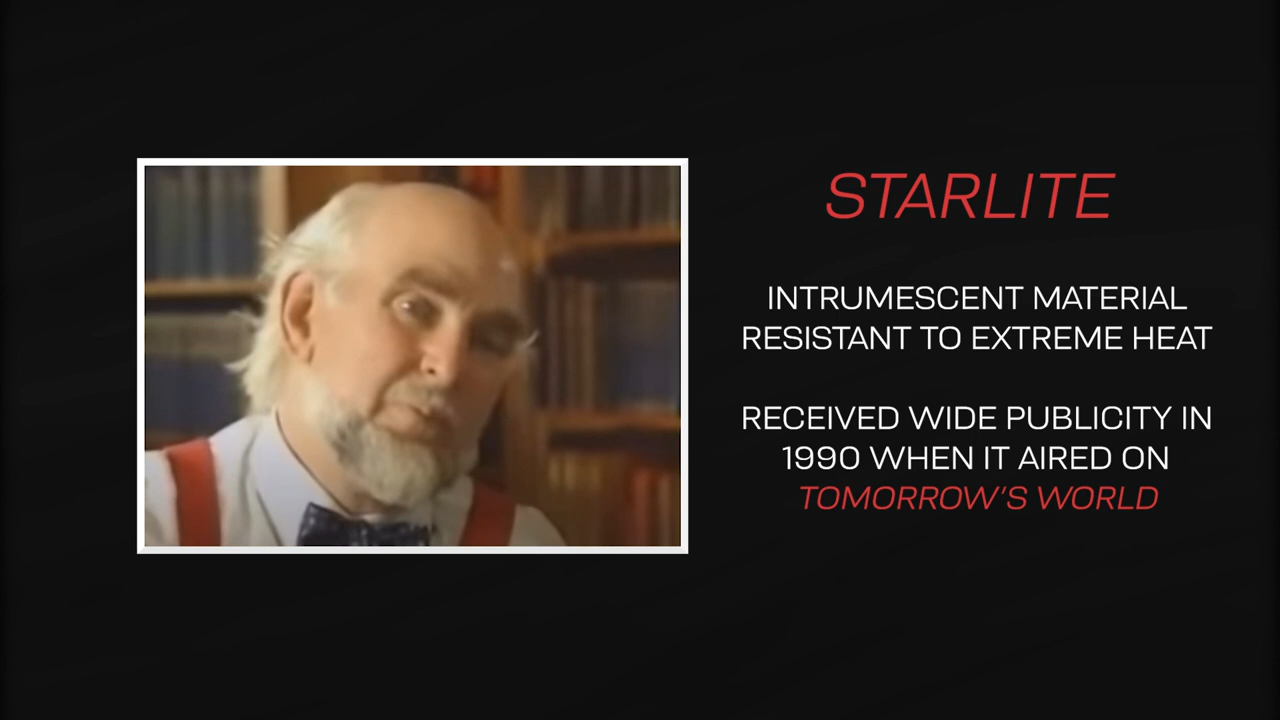 STARLITE
INTRUMESCENT MATERIAL
RESISTANT TO EXTREME HEAT
RECEIVED WIDE PUBLICITY IN
1990 WHEN IT AIRED ON
TOMORROW'S WORLD